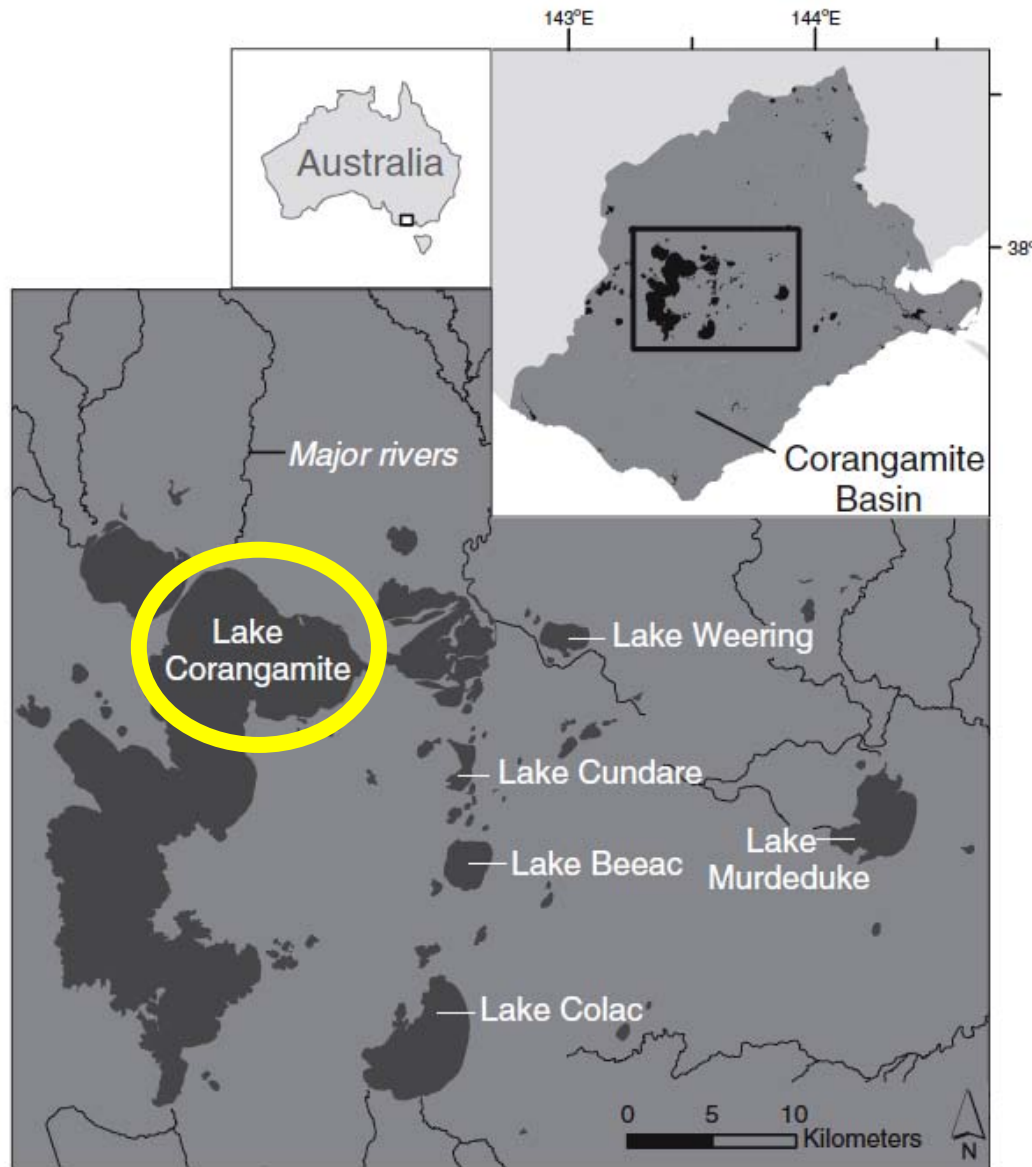 143°E
144°E
Australia
38°
Corangamite
Basin
Major rivers
Lake
Corangamite
Lake Weering
Lake Cundare
Lake Beeac
Lake
Murdeduke
Lake Colac
0 5 10
Kilometers
N